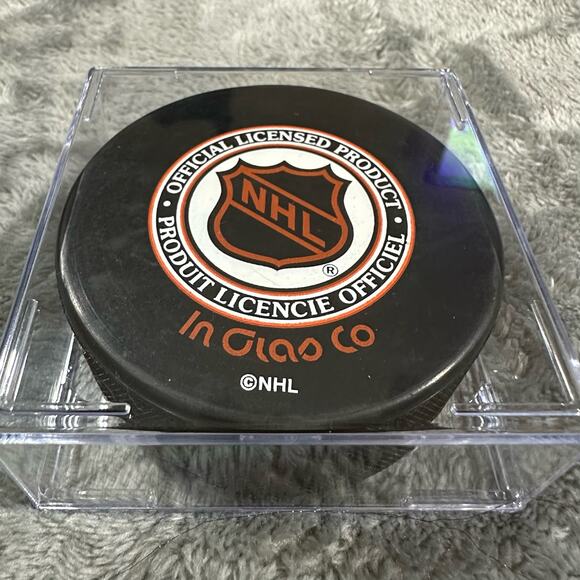 · OFFICIAL LICENSED PRODUCT ·
NHL
®
PRODUIT LICENCIE OFFICIEL
In Glas Co
©NHL